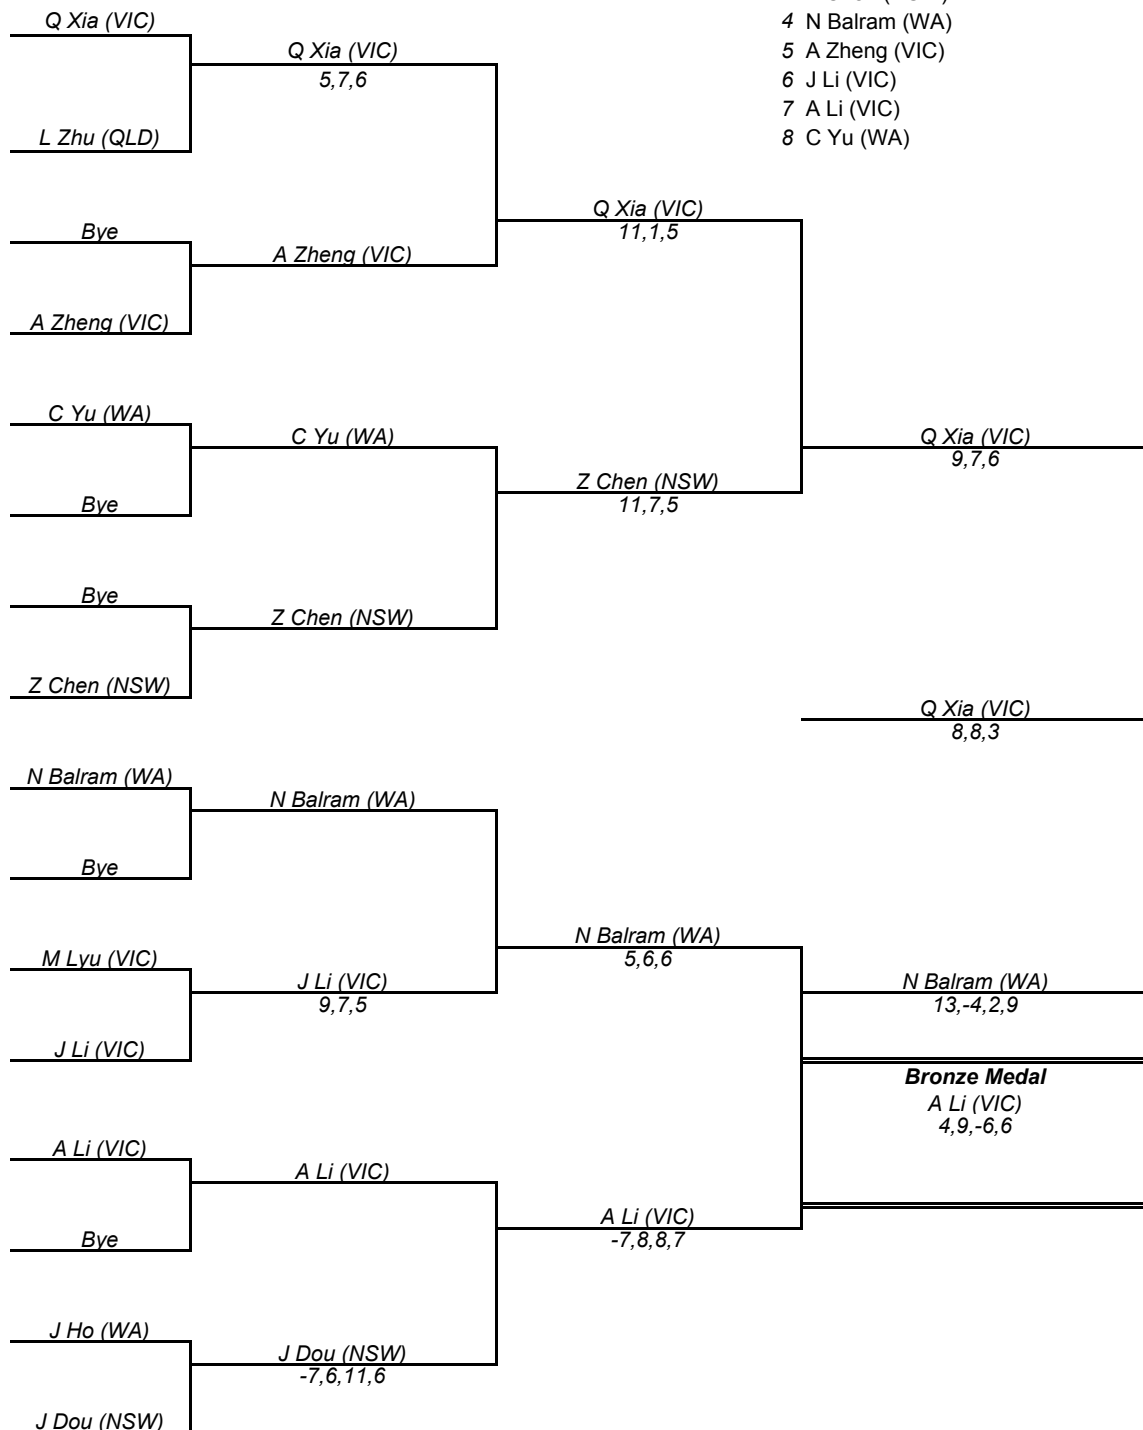 4 N Balram (WA)
5 A Zheng (VIC)
6 J Li (VIC)
7 A Li (VIC)
8 C Yu (WA)
Q Xia (VIC)
Q Xia (VIC)
5,7,6
L Zhu (QLD)
Q Xia (VIC)
11,1,5
Bye
A Zheng (VIC)
A Zheng (VIC)
C Yu (WA)
C Yu (WA)
Q Xia (VIC)
9,7,6
Z Chen (NSW)
11,7,5
Bye
Bye
Z Chen (NSW)
Z Chen (NSW)
Q Xia (VIC)
8,8,3
N Balram (WA)
N Balram (WA)
Bye
N Balram (WA)
5,6,6
M Lyu (VIC)
J Li (VIC)
9,7,5
N Balram (WA)
13,-4,2,9
J Li (VIC)
Bronze Medal
A Li (VIC)
4,9,-6,6
A Li (VIC)
A Li (VIC)
A Li (VIC)
-7,8,8,7
Bye
J Ho (WA)
J Dou (NSW)
-7,6,11,6
J Dou (NSW)